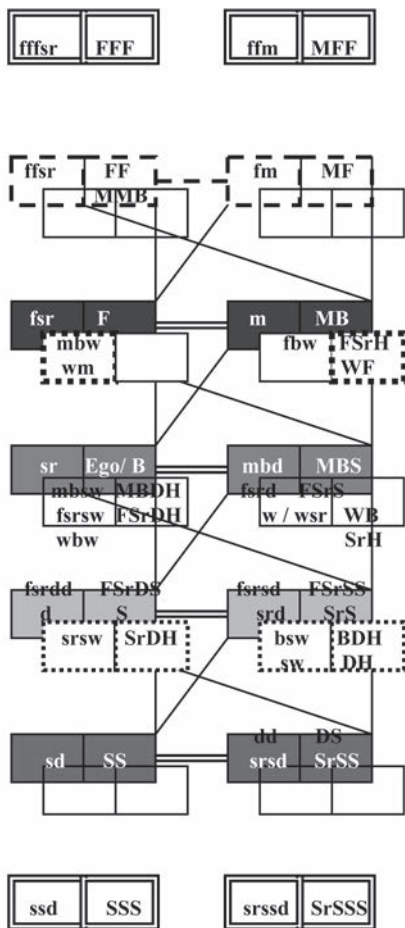 fffsr FFF ffm MFF
ffsr FF fm MF
MMB
fsr F m MB
mbw fbw FSrH
wm WF
sr Ego/ B mbd MBS
mbsw MBDH fsrd FSrS
fsrsw FSrDH w / wsr WB
wbw SrH
fsrdd FSrDS fsrsd FSrSS
d S srd SrS
srsw SrDH bsw BDH
sw DH
dd DS
sd SS srsd SrSS
ssd SSS srssd SrSSS